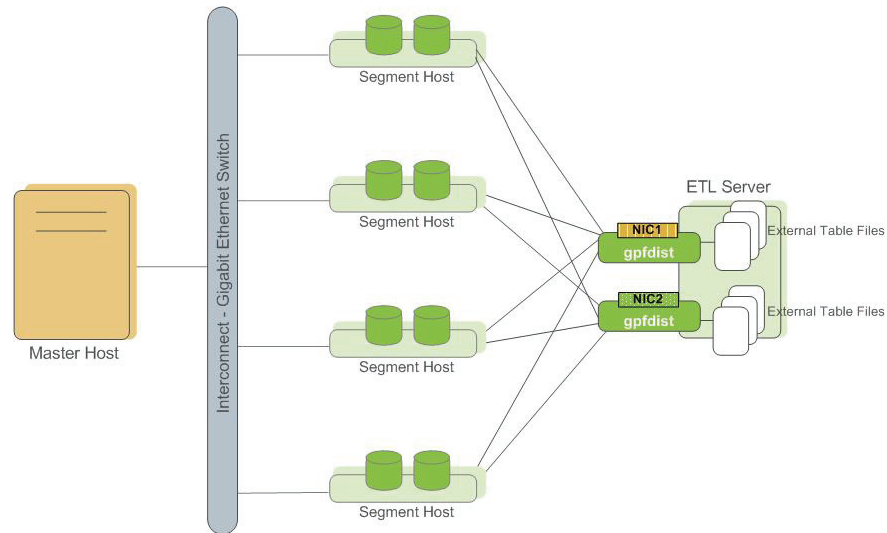 Segment Host
Interconnect - Gigabit Ethernet Switch
Segment Host
ETL Server
NIC1
gpfdist
External Table Files
NIC2
gpfdist
External Table Files
Master Host
Segment Host
Segment Host